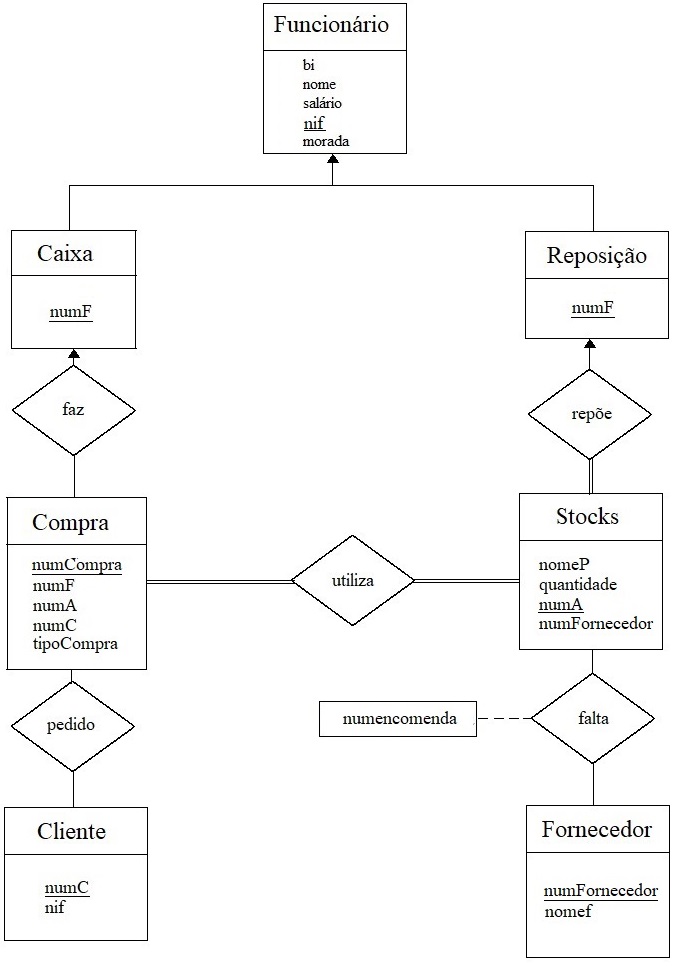 Funcionário
bi
nome
salário
nif
morada
Caixa
numF
Reposição
numF
faz
repõe
Compra
numCompra
numF
numA
numC
tipoCompra
utiliza
Stocks
nomeP
quantidade
numA
numFornecedor
pedido
numencomenda
falta
Cliente
numC
nif
Fornecedor
numFornecedor
nomef